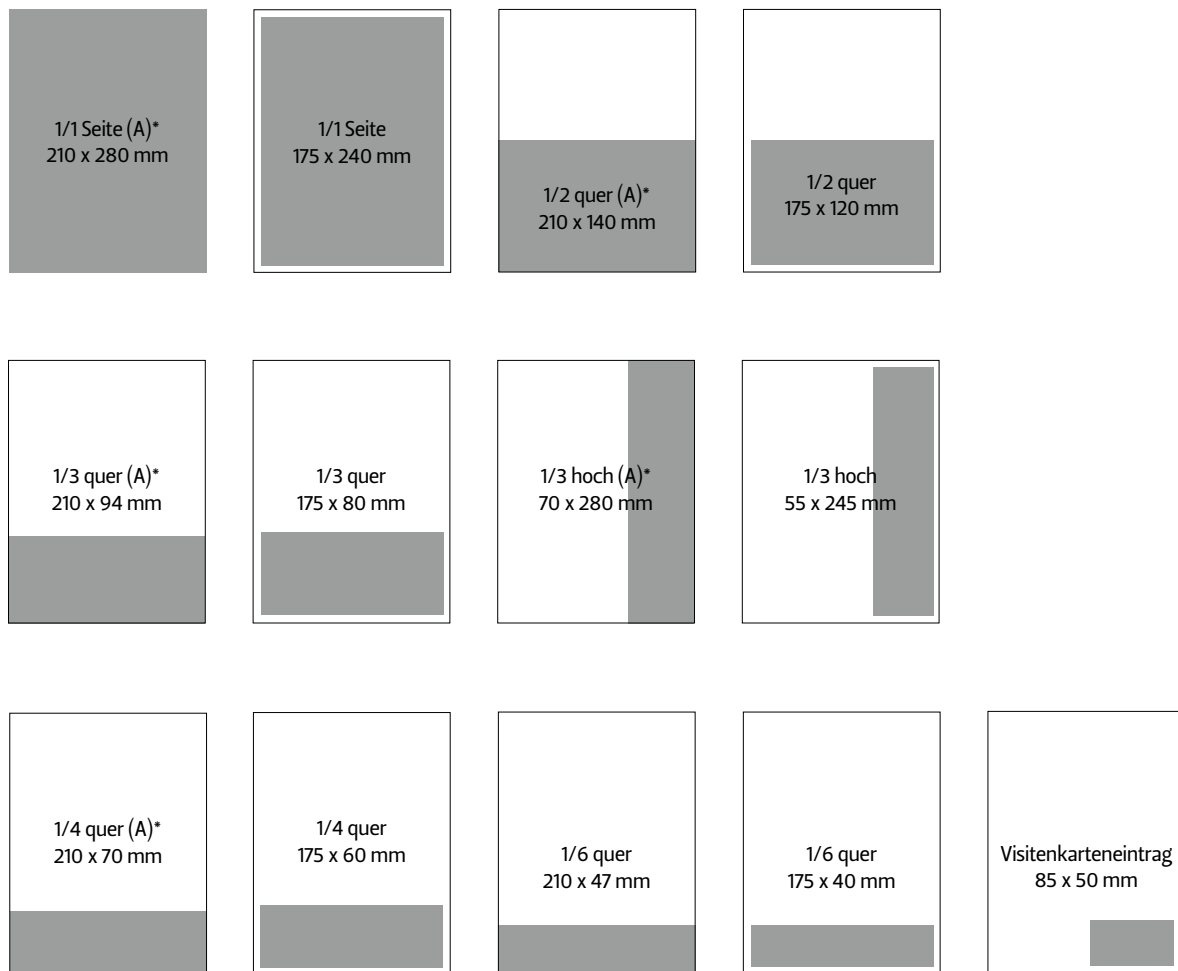 1/1 Seite (A)*
210 x 280 mm
1/1 Seite
175 x 240 mm
1/2 quer (A)*
210 x 140 mm
1/2 quer
175 x 120 mm
1/3 quer (A)*
210 x 94 mm
1/3 quer
175 x 80 mm
1/3 hoch (A)*
70 x 280 mm
1/3 hoch
55 x 245 mm
1/4 quer (A)*
210 x 70 mm
1/4 quer
175 x 60 mm
1/6 quer
210 x 47 mm
1/6 quer
175 x 40 mm
Visitenkarteneintrag
85 x 50 mm